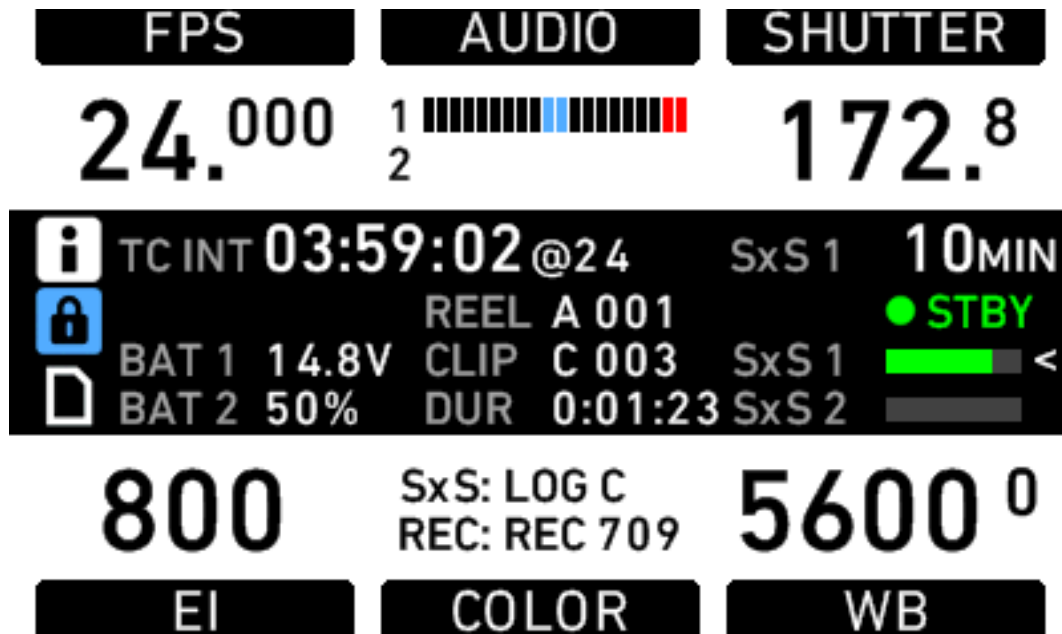 FPS AUDIO SHUTTER
24.000 1 172.8
2
TC INT 03:59:02@24 SxS 1 10MIN
REEL A 001 STBY
BAT 1 14.8V CLIP C 003 SxS 1 <
BAT 2 50% DUR 0:01:23 SxS 2
800 SxS: LOG C 5600 0
REC: REC 709
EI COLOR WB